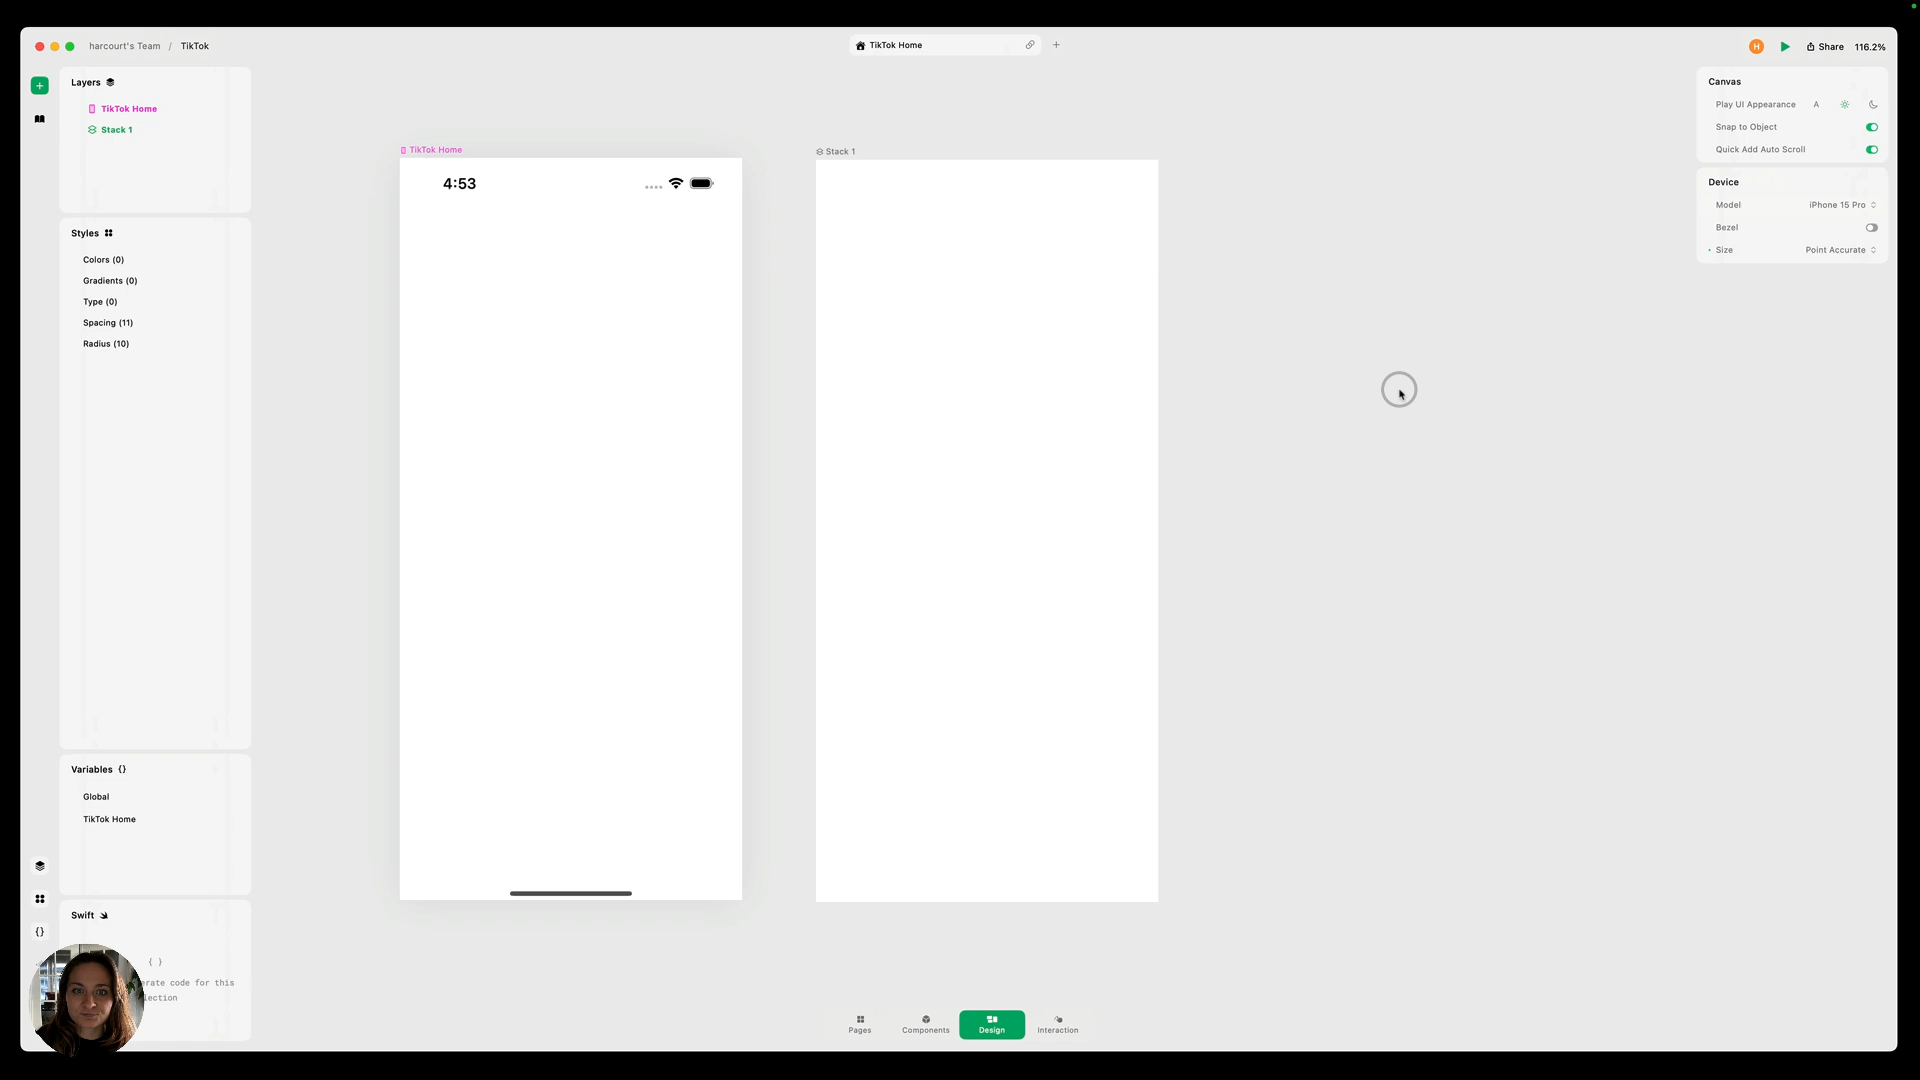 harcourt's Team / TikTok
TikTok Home
H
Share
116.2%
Layers
TikTok Home
Stack 1
Styles
Colors (0)
Gradients (0)
Type (0)
Spacing (11)
Radius (10)
Variables {}
Global
TikTok Home
Swift
{ }
erate code for this
lection
{}
TikTok Home
4:53
Stack 1
Canvas
Play UI Appearance A
Snap to Object
Quick Add Auto Scroll
Device
Model iPhone 15 Pro
Bezel
Size Point Accurate
Pages
Components
Design
Interaction